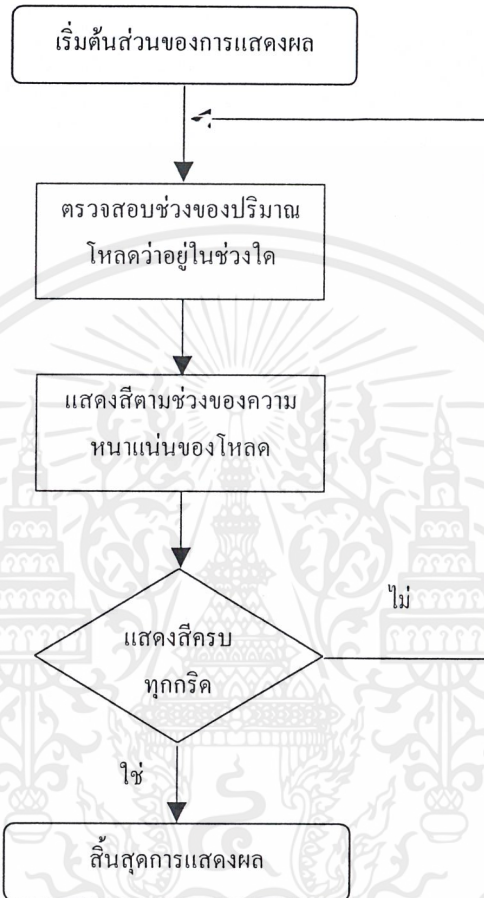 เริ่มต้นส่วนของการแสดงผล
ตรวจสอบช่วงของปริมาณ
โหลดว่าอยู่ในช่วงใด
แสดงสีตามช่วงของความ
หนาแน่นของโหลด
แสดงสีครบ
ทุกกริด
ไม่
ใช่
สิ้นสุดการแสดงผล